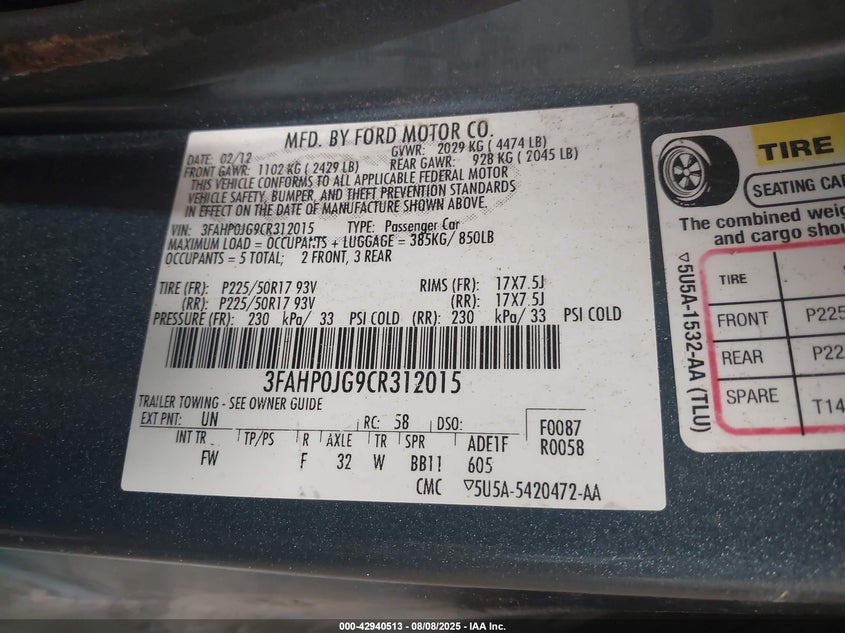 MFD. BY FORD MOTOR CO.
DATE: 02/12 GVWR: 2029 KG ( 4474 LB)
FRONT GAWR: 1102 KG ( 2429 LB) REAR GAWR: 928 KG ( 2045 LB)
THIS VEHICLE CONFORMS TO ALL APPLICABLE FEDERAL MOTOR
VEHICLE SAFETY, BUMPER, AND THEFT PREVENTION STANDARDS
IN EFFECT ON THE DATE OF MANUFACTURE SHOWN ABOVE.
VIN: 3FAHP0JG9CR312015 TYPE: Passenger Car
MAXIMUM LOAD = OCCUPANTS + LUGGAGE = 385KG/ 850LB
OCCUPANTS = 5 TOTAL; 2 FRONT, 3 REAR
TIRE (FR): P225/50R17 93V RIMS (FR): 17X7.5J
(RR): P225/50R17 93V (RR): 17X7.5J
PRESSURE (FR): 230 kPa/ 33 PSI COLD (RR): 230 kPa/ 33 PSI COLD
3FAHP0JG9CR312015
TRAILER TOWING - SEE OWNER GUIDE
EXT PNT: UN RC: 58 DSO: F0087
R0058
INT TR TP/PS R AXLE TR SPR ADE1F
FW F 32 W BB11 605
CMC ▽5U5A-5420472-AA
TIRE
SEATING CA
The combined weig
and cargo shou
▽5U5A-1532-AA (TLU)
TIRE
FRONT P225
REAR P22
SPARE T14
000-42940513 - 08/08/2025 - IAA Inc.